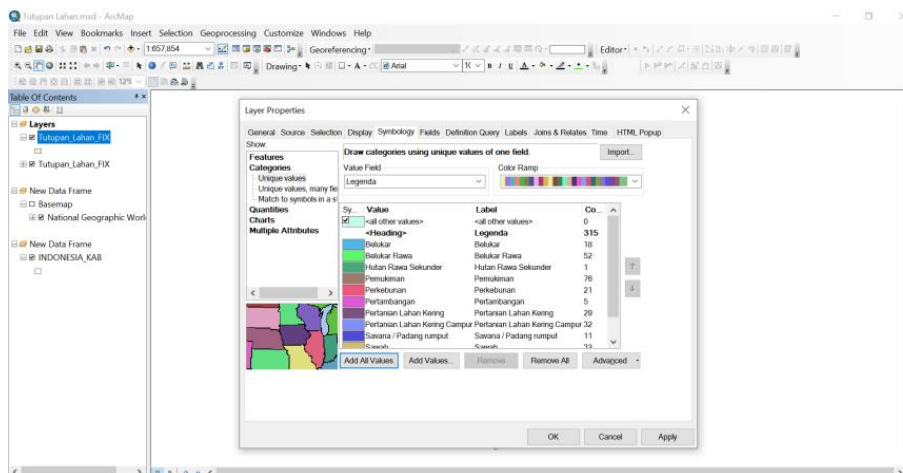 Tutupan Lahan.mxd - ArcMap
File Edit View Bookmarks Insert Selection Geoprocessing Customize Windows Help
1:657,854 Georeferencing Editor
Drawing Arial B I U A
Table Of Contents
Layers
Tutupan_Lahan_FIX
Tutupan_Lahan_FIX
New Data Frame
Basemap
National Geographic Worl
New Data Frame
INDONESIA_KAB
Layer Properties
General Source Selection Display Symbology Fields Definition Query Labels Joins & Relates Time HTML Popup
Show:
Features
Categories
Unique values
Unique values, many fie
Match to symbols in a s
Quantities
Charts
Multiple Attributes
Draw categories using unique values of one field.
Import...
Value Field
Color Ramp
Legenda
Sy... Value Label Co...
<all other values> <all other values> 0
<Heading> Legenda 315
Belukar Belukar 18
Belukar Rawa Belukar Rawa 52
Hutan Rawa Sekunder Hutan Rawa Sekunder 1
Pemukiman Pemukiman 76
Perkebunan Perkebunan 21
Pertambangan Pertambangan 5
Pertanian Lahan Kering Pertanian Lahan Kering 29
Pertanian Lahan Kering Campur Pertanian Lahan Kering Campur 32
Savana / Padang rumput Savana / Padang rumput 11
Sawah Sawah
Add All Values Add Values... Remove Remove All Advanced
OK Cancel Apply